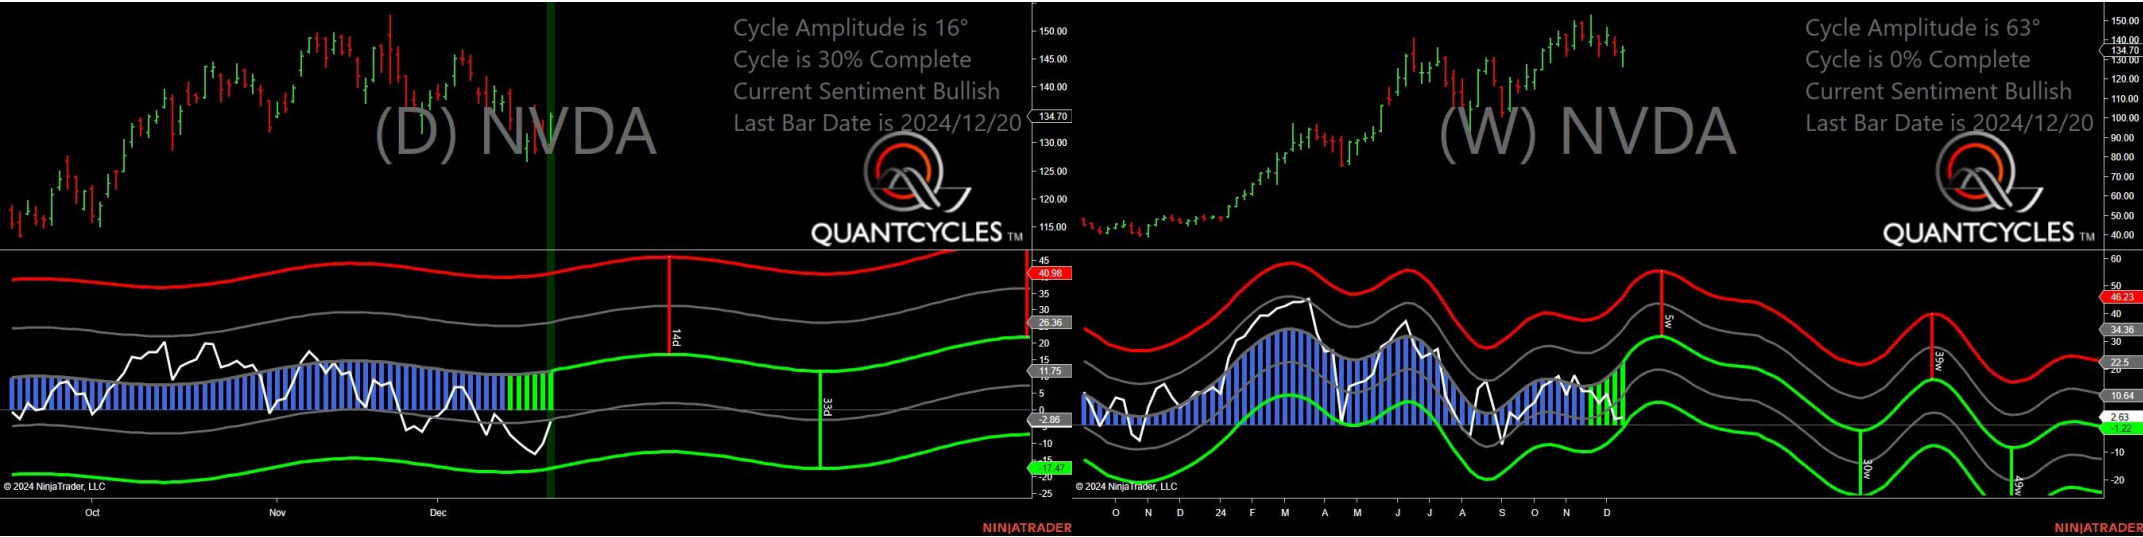 Cycle Amplitude is 16°
Cycle is 30% Complete
Current Sentiment Bullish
Last Bar Date is 2024/12/20
(D) NVDA
QUANTCYCLES TM
150.00
145.00
140.00
134.70
130.00
125.00
120.00
115.00
45
40.98
35
30
26.36
20
15
11.75
5
0
-2.86
-10
-15
-17.47
-20
-25
14d
33d
© 2024 NinjaTrader, LLC
Oct
Nov
Dec
NINJATRADER
Cycle Amplitude is 63°
Cycle is 0% Complete
Current Sentiment Bullish
Last Bar Date is 2024/12/20
(W) NVDA
QUANTCYCLES TM
150.00
140.00
134.70
130.00
120.00
110.00
100.00
90.00
80.00
70.00
60.00
50.00
40.00
60
50
46.23
40
34.36
30
22.5
20
10.64
2.63
-1.22
-10
-20
5w
39w
30w
49w
© 2024 NinjaTrader, LLC
O N D 24 F M A M J J A S O N D
NINJATRADER